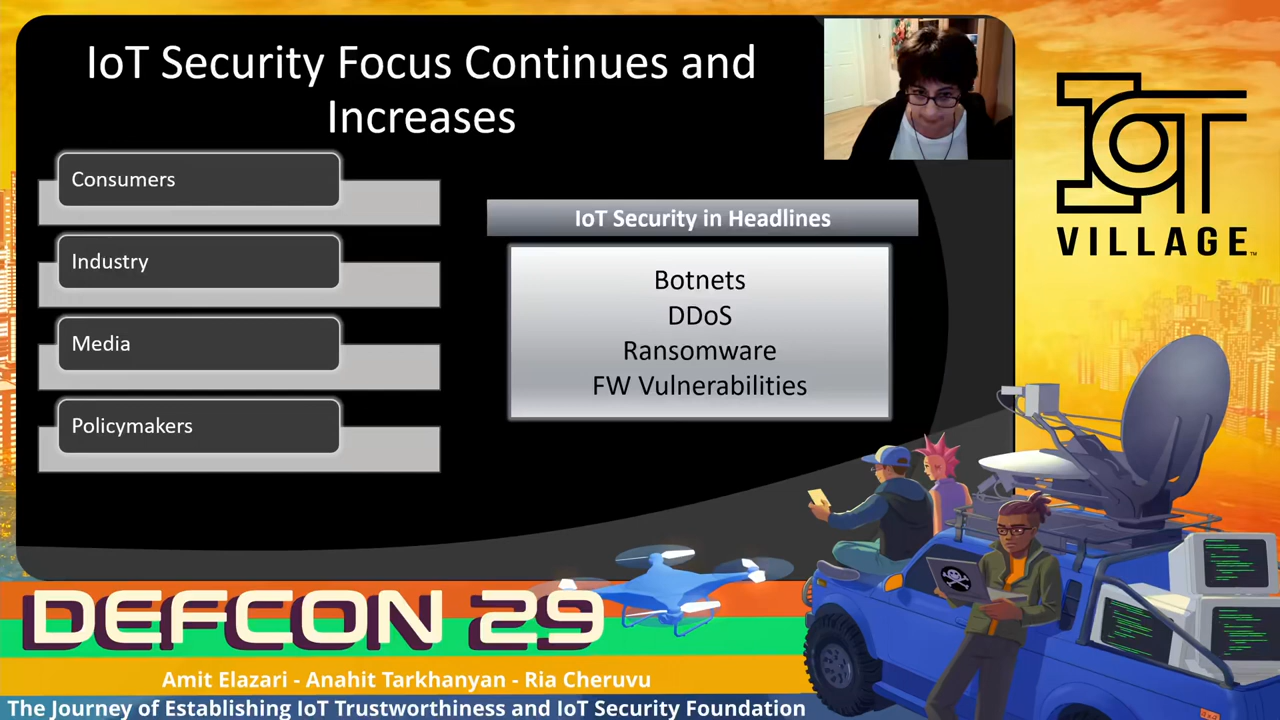 IoT Security Focus Continues and
Increases
Consumers
Industry
Media
Policymakers
IoT Security in Headlines
Botnets
DDoS
Ransomware
FW Vulnerabilities
IOT
VILLAGE™
DEFCON 29
Amit Elazari - Anahit Tarkhanyan - Ria Cheruvu
The Journey of Establishing IoT Trustworthiness and IoT Security Foundation